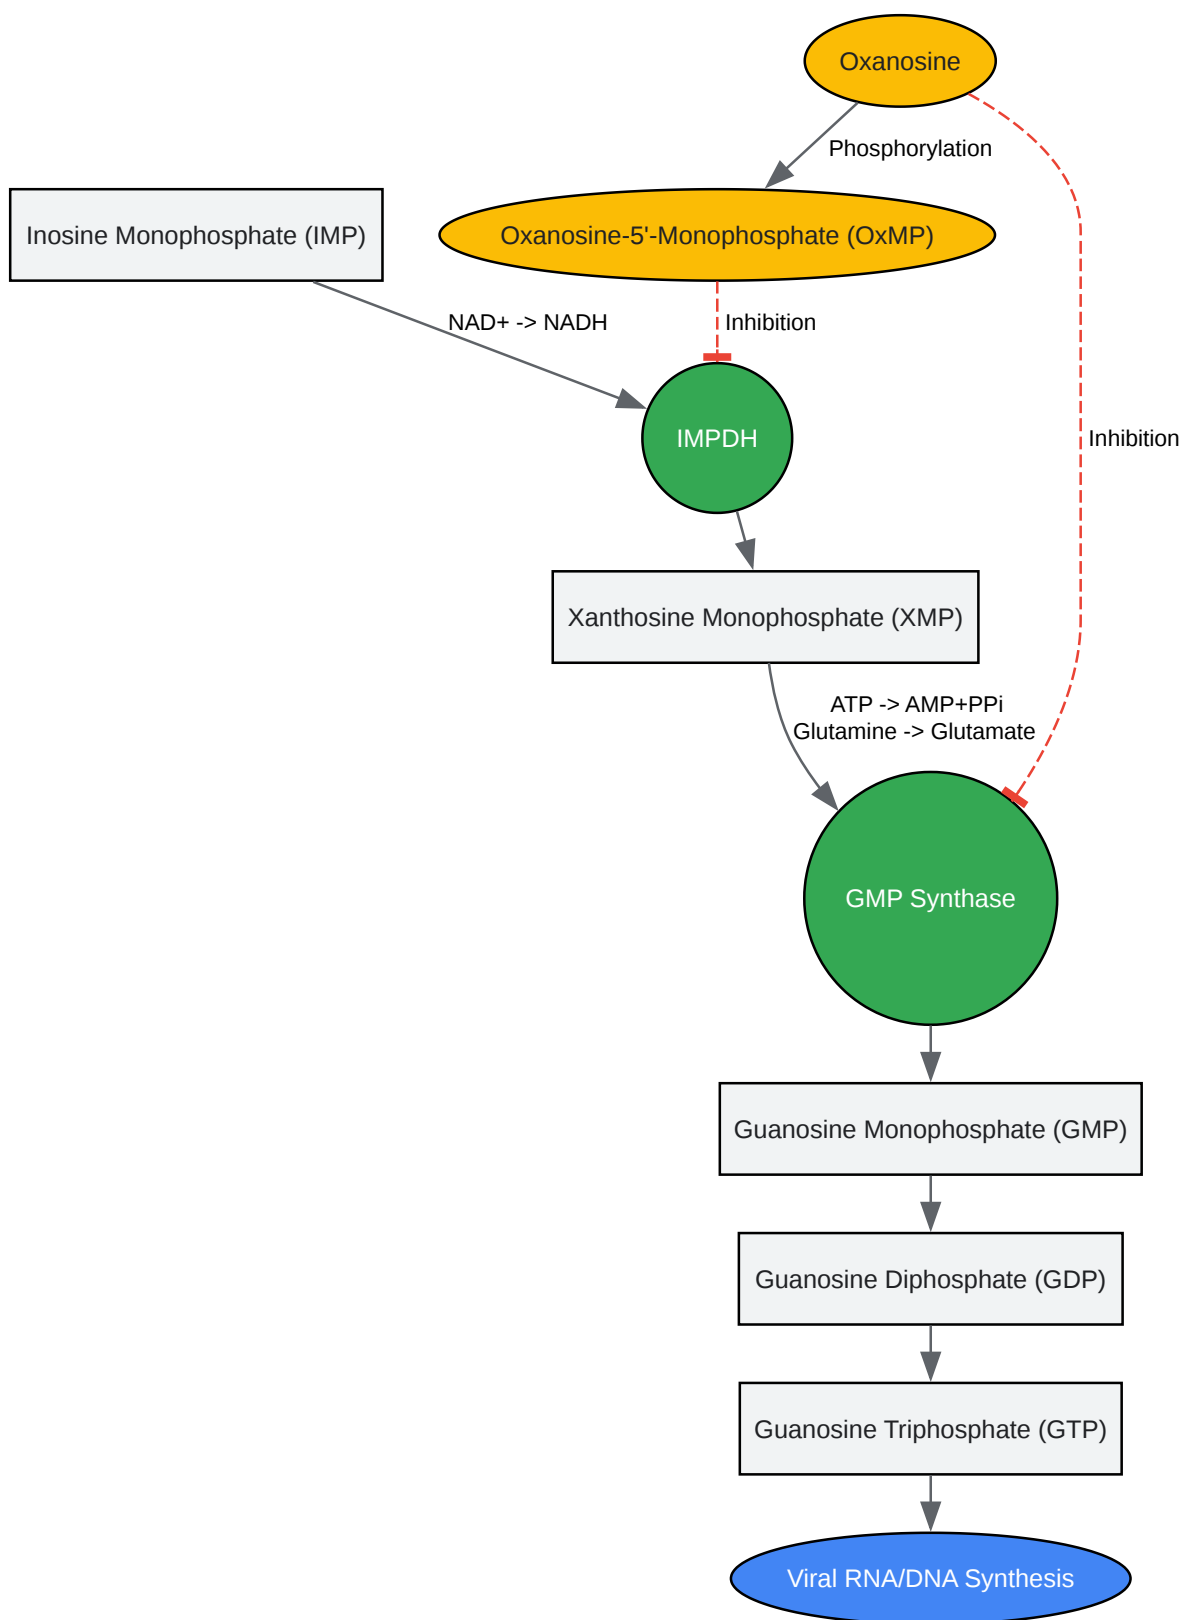 Oxanosine
Phosphorylation
Inosine Monophosphate (IMP)
Oxanosine-5'-Monophosphate (OxMP)
NAD+ -> NADH
Inhibition
IMPDH
Inhibition
Xanthosine Monophosphate (XMP)
ATP -> AMP+PPi
Glutamine -> Glutamate
GMP Synthase
Guanosine Monophosphate (GMP)
Guanosine Diphosphate (GDP)
Guanosine Triphosphate (GTP)
Viral RNA/DNA Synthesis